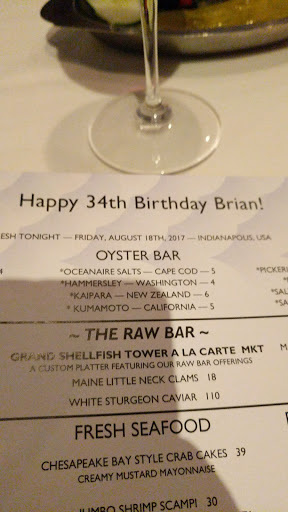 Happy 34th Birthday Brian!
ESH TONIGHT — FRIDAY, AUGUST 18TH, 2017 — INDIANAPOLIS, USA
OYSTER BAR
*OCEANAIRE SALTS — CAPE COD — 5
*HAMMERSLEY — WASHINGTON — 4
*KAIPARA — NEW ZEALAND — 6
* KUMAMOTO — CALIFORNIA — 5
*PICKER
*SAL
*S
~ THE RAW BAR ~
GRAND SHELLFISH TOWER A LA CARTE MKT
A CUSTOM PLATTER FEATURING OUR RAW BAR OFFERINGS
MAINE LITTLE NECK CLAMS 18
WHITE STURGEON CAVIAR 110
FRESH SEAFOOD
CHESAPEAKE BAY STYLE CRAB CAKES 39
CREAMY MUSTARD MAYONNAISE
JUMBO SHRIMP SCAMPI 30